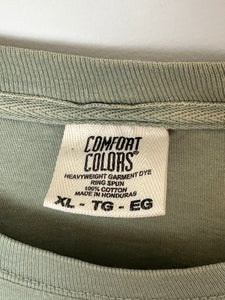 COMFORT
COLORS®
HEAVYWEIGHT GARMENT DYE
RING SPUN
100% COTTON
MADE IN HONDURAS
XL - TG - EG